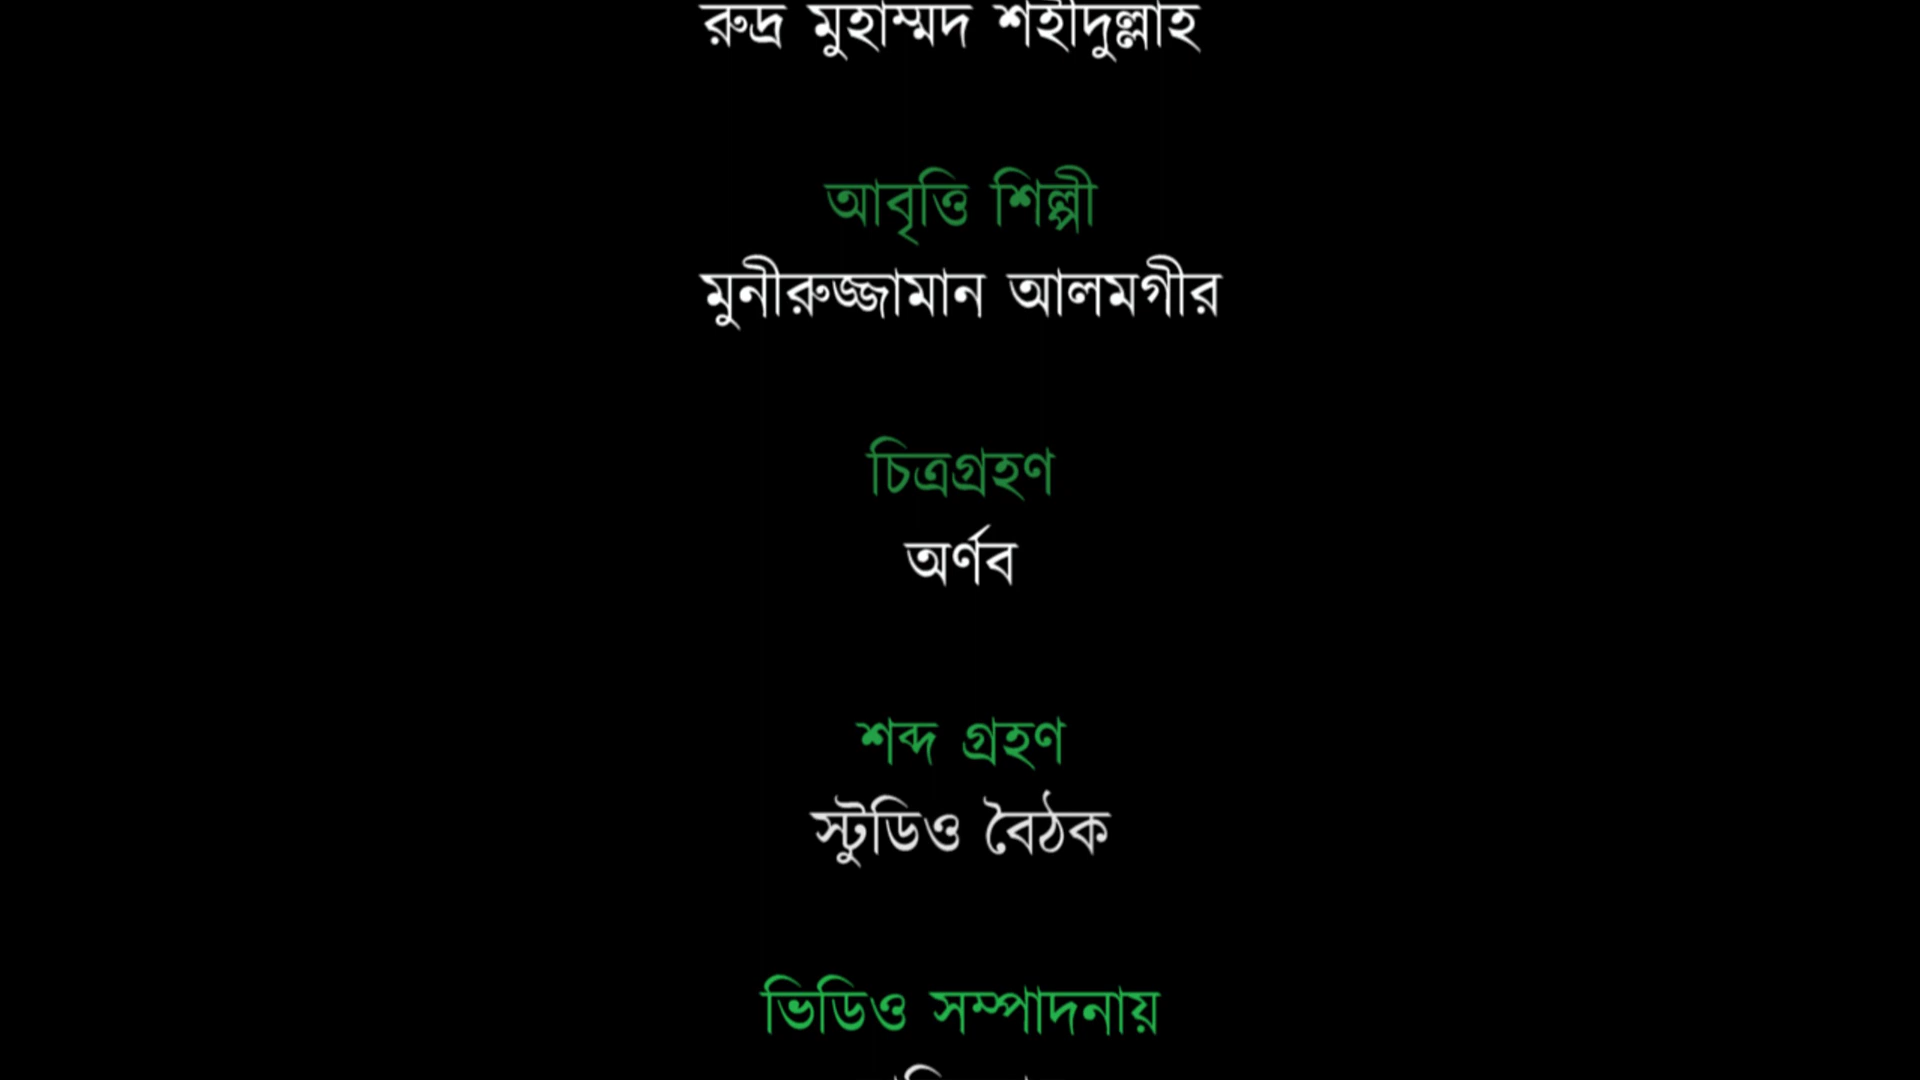 রুদ্র মুহাম্মদ শহীদুল্লাহ
আবৃত্তি শিল্পী
মুনীরুজ্জামান আলমগীর
চিত্রগ্রহণ
অর্ণব
শব্দ গ্রহণ
স্টুডিও বৈঠক
ভিডিও সম্পাদনায়